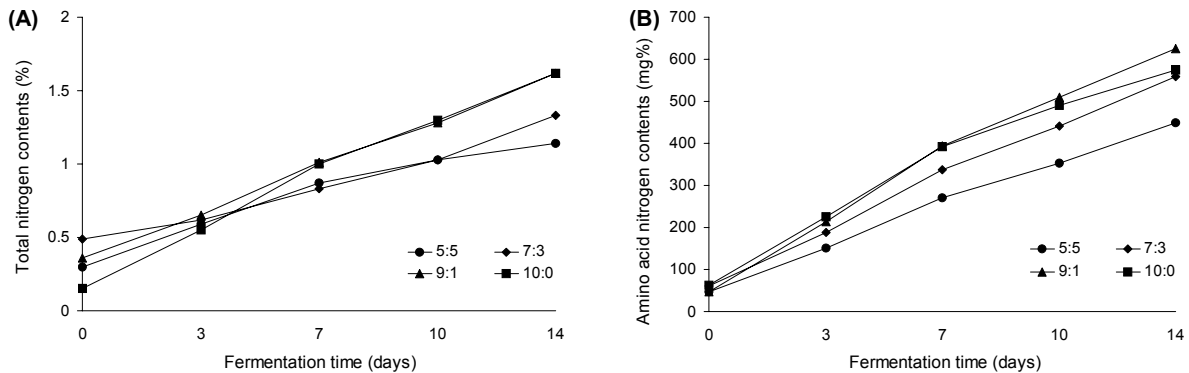 (A)
Total nitrogen contents (%)
2
1.5
1
0.5
0
0 3 7 10 14
Fermentation time (days)
5:5 7:3
9:1 10:0
(B)
Amino acid nitrogen contents (mg%)
700
600
500
400
300
200
100
0
0 3 7 10 14
Fermentation time (days)
5:5 7:3
9:1 10:0